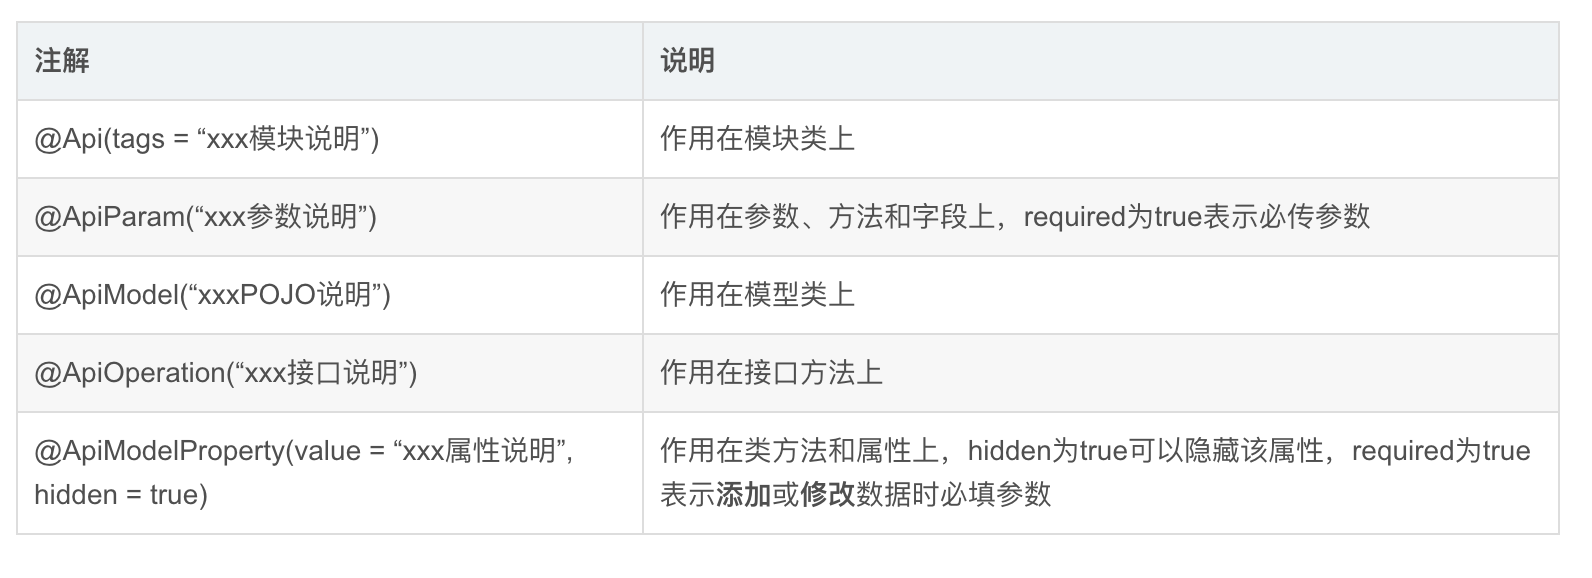 注解
说明
@Api(tags = “xxx模块说明”)
作用在模块类上
@ApiParam(“xxx参数说明”)
作用在参数、方法和字段上，required为true表示必传参数
@ApiModel(“xxxPOJO说明”)
作用在模型类上
@ApiOperation(“xxx接口说明”)
作用在接口方法上
@ApiModelProperty(value = “xxx属性说明”,
hidden = true)
作用在类方法和属性上，hidden为true可以隐藏该属性，required为true
表示添加或修改数据时必填参数